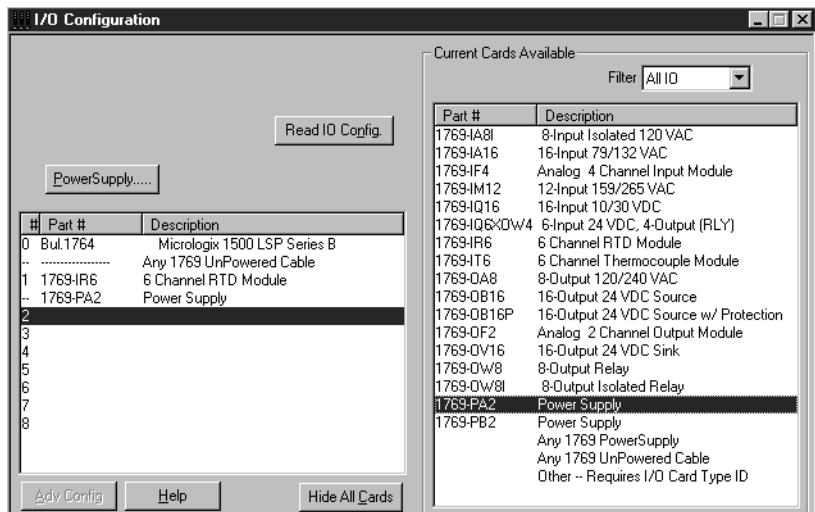 I/O Configuration
Read IO Config.
PowerSupply.....
# Part # Description
0 Bul.1764 Micrologix 1500 LSP Series B
-- ----------------- Any 1769 UnPowered Cable
1 1769-IR6 6 Channel RTD Module
-- 1769-PA2 Power Supply
2
3
4
5
6
7
8
Adv Config Help Hide All Cards
Current Cards Available
Filter All IO
Part # Description
1769-IA8I 8-Input Isolated 120 VAC
1769-IA16 16-Input 79/132 VAC
1769-IF4 Analog 4 Channel Input Module
1769-IM12 12-Input 159/265 VAC
1769-IQ16 16-Input 10/30 VDC
1769-IQ6XOW4 6-Input 24 VDC, 4-Output (RLY)
1769-IR6 6 Channel RTD Module
1769-IT6 6 Channel Thermocouple Module
1769-OA8 8-Output 120/240 VAC
1769-OB16 16-Output 24 VDC Source
1769-OB16P 16-Output 24 VDC Source w/ Protection
1769-OF2 Analog 2 Channel Output Module
1769-OV16 16-Output 24 VDC Sink
1769-OW8 8-Output Relay
1769-OW8I 8-Output Isolated Relay
1769-PA2 Power Supply
1769-PB2 Power Supply
Any 1769 PowerSupply
Any 1769 UnPowered Cable
Other -- Requires I/O Card Type ID